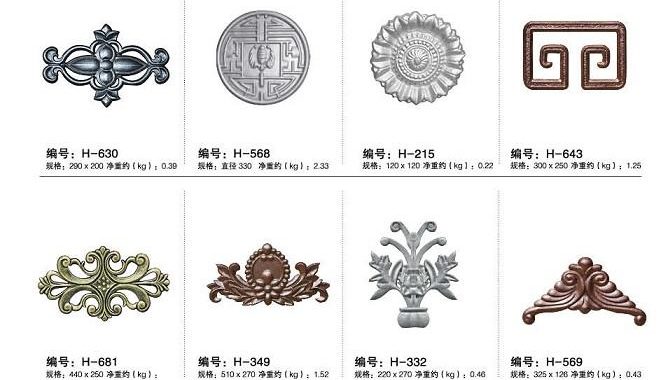 编号：H-630
规格：290 x 200 净重约（kg）：0.39
编号：H-568
规格：直径 330 净重约（kg）：2.33
编号：H-215
规格：120 x 120 净重约（kg）：0.22
编号：H-643
规格：300 x 250 净重约（kg）：1.25
编号：H-681
规格：440 x 250 净重约（kg）：
编号：H-349
规格：510 x 270 净重约（kg）：1.52
编号：H-332
规格：220 x 270 净重约（kg）：0.46
编号：H-569
规格：325 x 126 净重约（kg）：0.43